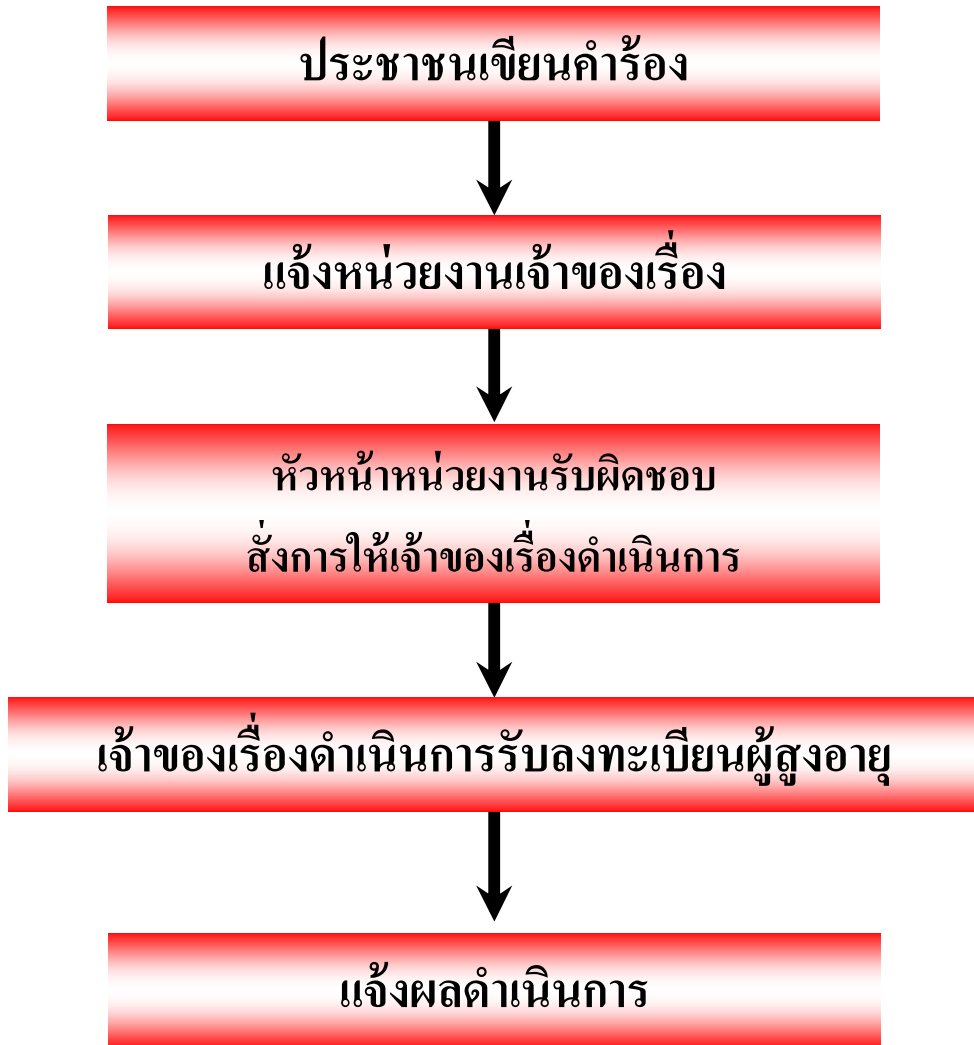 ประชาชนเขียนคำร้อง
แจ้งหน่วยงานเจ้าของเรื่อง
หัวหน้าหน่วยงานรับผิดชอบ
สั่งการให้เจ้าของเรื่องดำเนินการ
เจ้าของเรื่องดำเนินการรับลงทะเบียนผู้สูงอายุ
แจ้งผลดำเนินการ